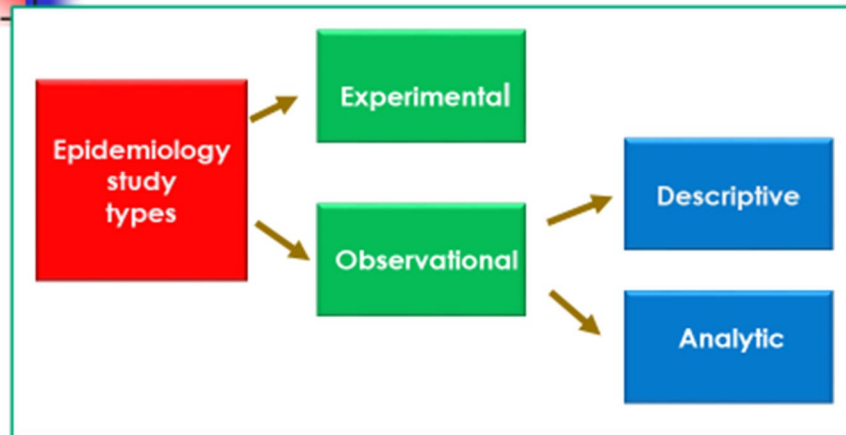 Epidemiology
study
types
Experimental
Observational
Descriptive
Analytic